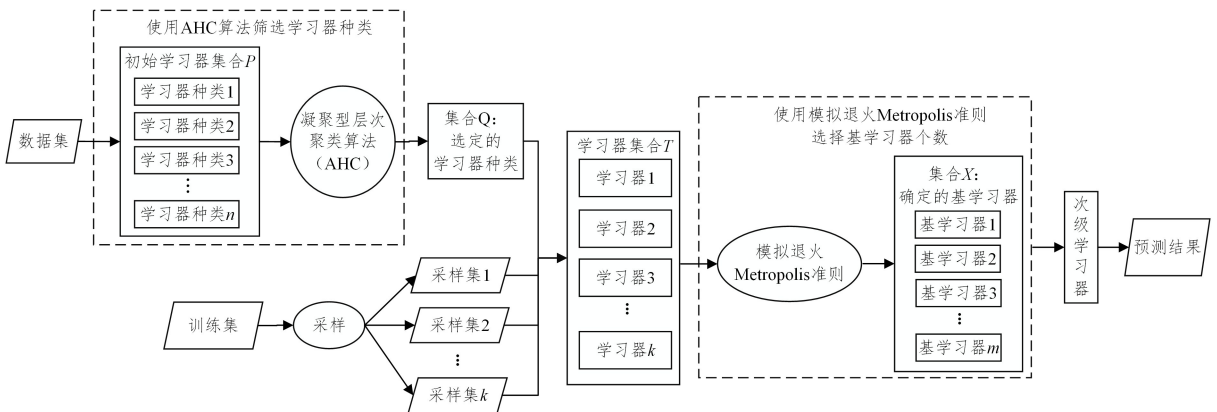 使用AHC算法筛选学习器种类
初始学习器集合P
学习器种类1
学习器种类2
学习器种类3
⋮
学习器种类n
数据集
凝聚型层次
聚类算法
（AHC）
集合Q：
选定的
学习器种类
训练集
采样
采样集1
采样集2
⋮
采样集k
学习器集合T
学习器1
学习器2
学习器3
⋮
学习器k
使用模拟退火Metropolis准则
选择基学习器个数
模拟退火
Metropolis准则
集合X：
确定的基学习器
基学习器1
基学习器2
基学习器3
⋮
基学习器m
次级学习器
预测结果